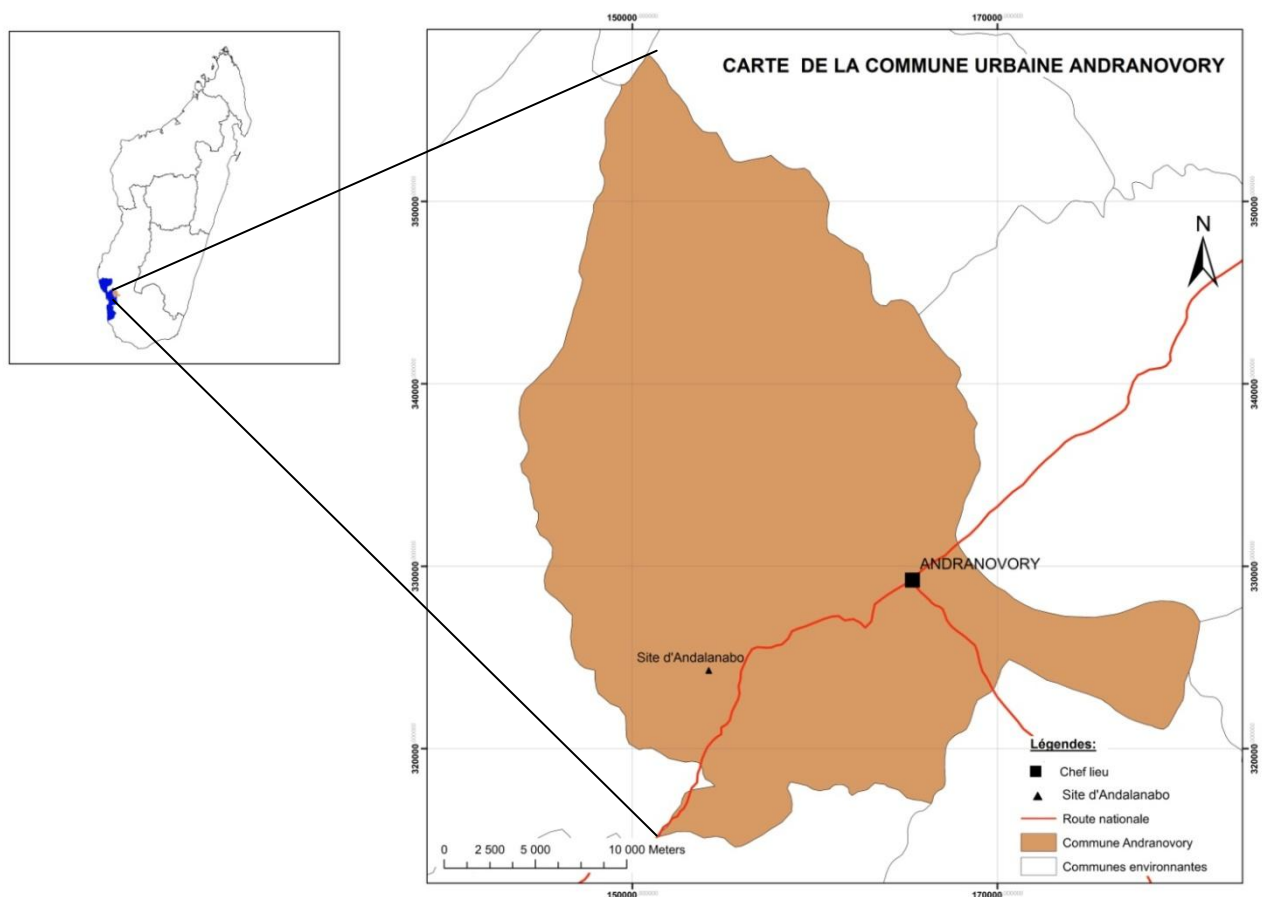 150000
170000
CARTE DE LA COMMUNE URBAINE ANDRANOVORY
350000
350000
N
340000
340000
330000
330000
ANDRANOVORY
Site d'Andalanabo
320000
320000
Légendes:
Chef lieu
Site d'Andalanabo
Route nationale
Commune Andranovory
Communes environnantes
0 2 500 5 000 10 000 Meters
150000
170000